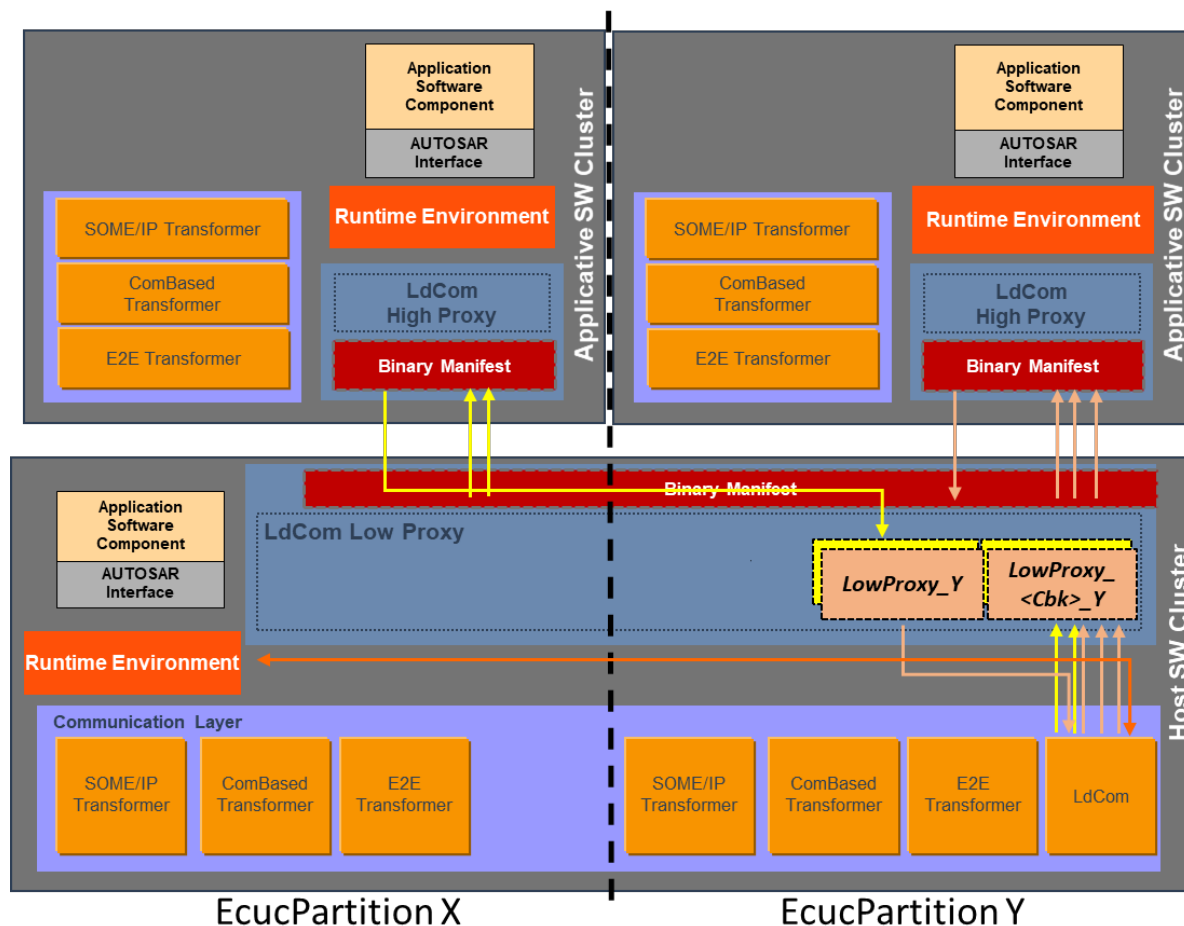 Application
Software
Component
AUTOSAR
Interface
Runtime Environment
SOME/IP Transformer
ComBased
Transformer
E2E Transformer
LdCom
High Proxy
Binary Manifest
Applicative SW Cluster
Application
Software
Component
AUTOSAR
Interface
Runtime Environment
SOME/IP Transformer
ComBased
Transformer
E2E Transformer
LdCom
High Proxy
Binary Manifest
Applicative SW Cluster
Binary Manifest
Application
Software
Component
AUTOSAR
Interface
LdCom Low Proxy
LowProxy_Y
LowProxy_
<Cbk>_Y
Runtime Environment
Host SW Cluster
Communication Layer
SOME/IP
Transformer
ComBased
Transformer
E2E
Transformer
SOME/IP
Transformer
ComBased
Transformer
E2E
Transformer
LdCom
EcucPartition X
EcucPartition Y